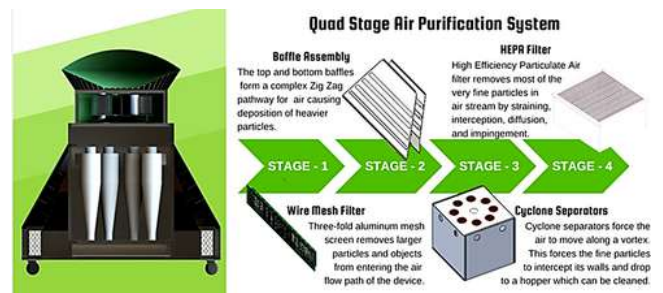 Quad Stage Air Purification System
Baffle Assembly
The top and bottom baffles
form a complex Zig Zag
pathway for air causing
deposition of heavier
particles.
HEPA Filter
High Efficiency Particulate Air
filter removes most of the
very fine particles in
air stream by straining,
interception, diffusion,
and impingement.
STAGE - 1
STAGE - 2
STAGE - 3
STAGE - 4
Wire Mesh Filter
Three-fold aluminum mesh
screen removes larger
particles and objects
from entering the air
flow path of the device.
Cyclone Separators
Cyclone separators force the
air to move along a vortex.
This forces the fine particles
to intercept its walls and drop
to a hopper which can be cleaned.